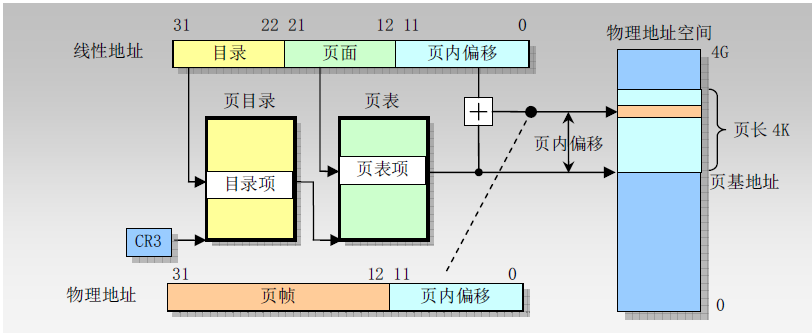 31 22 21 12 11 0
线性地址 目录 页面 页内偏移
物理地址空间
4G
页目录 页表
页长 4K
页内偏移
目录项 页表项
页基地址
CR3
31 12 11 0
物理地址 页帧 页内偏移
0